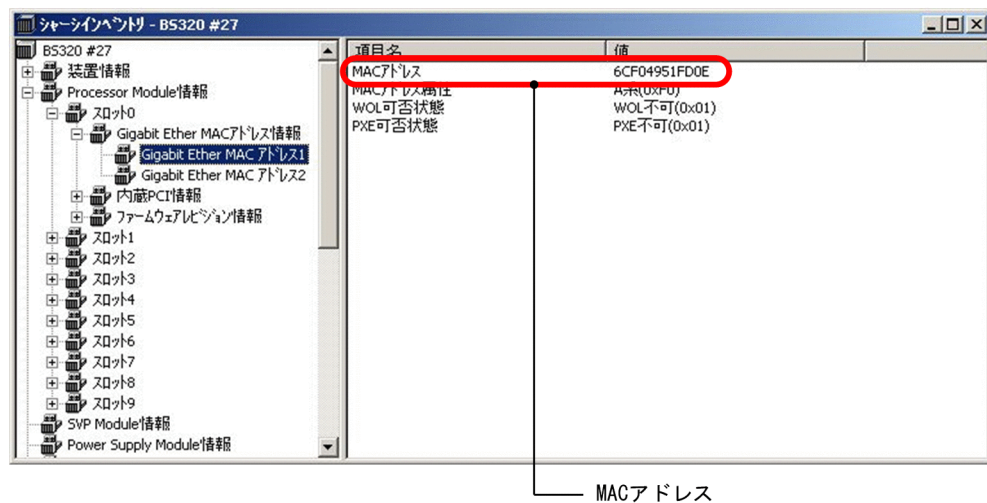 シャーシインベントリ - BS320 #27
BS320 #27
装置情報
Processor Module情報
スロット0
Gigabit Ether MACアドレス情報
Gigabit Ether MAC アドレス1
Gigabit Ether MAC アドレス2
内蔵PCI情報
ファームウェアレビジョン情報
スロット1
スロット2
スロット3
スロット4
スロット5
スロット6
スロット7
スロット8
スロット9
SVP Module情報
Power Supply Module情報
項目名 値
MACアドレス 6CF04951FD0E
MACアドレス属性 A系(0xF0)
WOL可否状態 WOL不可(0x01)
PXE可否状態 PXE不可(0x01)
MACアドレス